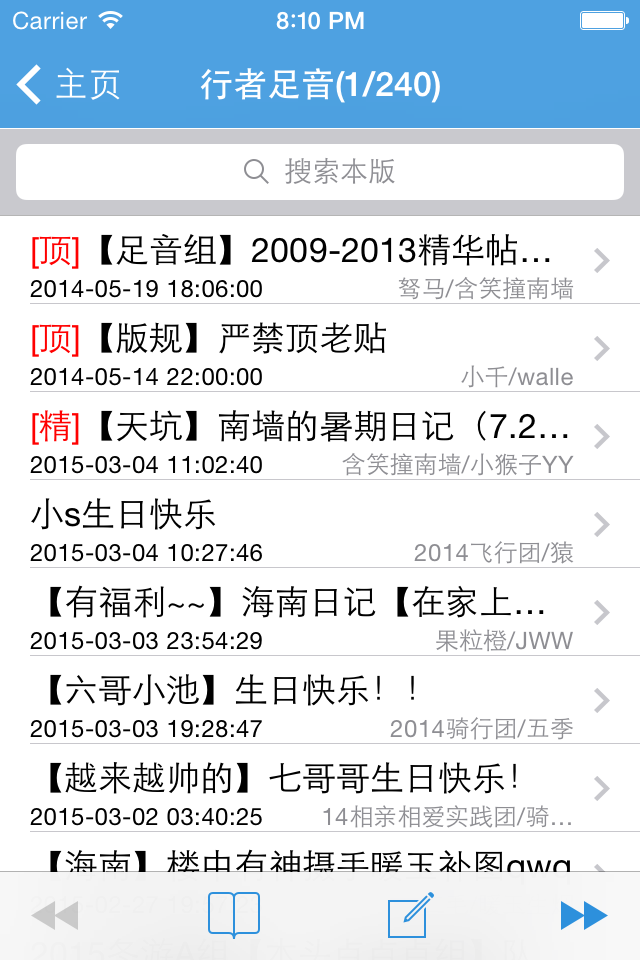 Carrier 8:10 PM
主页 行者足音(1/240)
搜索本版
[顶]【足音组】2009-2013精华帖...
2014-05-19 18:06:00 驽马/含笑撞南墙
[顶]【版规】严禁顶老贴
2014-05-14 22:00:00 小千/walle
[精]【天坑】南墙的暑期日记（7.2...
2015-03-04 11:02:40 含笑撞南墙/小猴子YY
小s生日快乐
2015-03-04 10:27:46 2014飞行团/猿
【有福利~~】海南日记【在家上...
2015-03-03 23:54:29 果粒橙/JWW
【六哥小池】生日快乐！！
2015-03-03 19:28:47 2014骑行团/五季
【越来越帅的】七哥哥生日快乐！
2015-03-02 03:40:25 14相亲相爱实践团/骑...
【海南】楼中有神摄手暖玉补图qwq